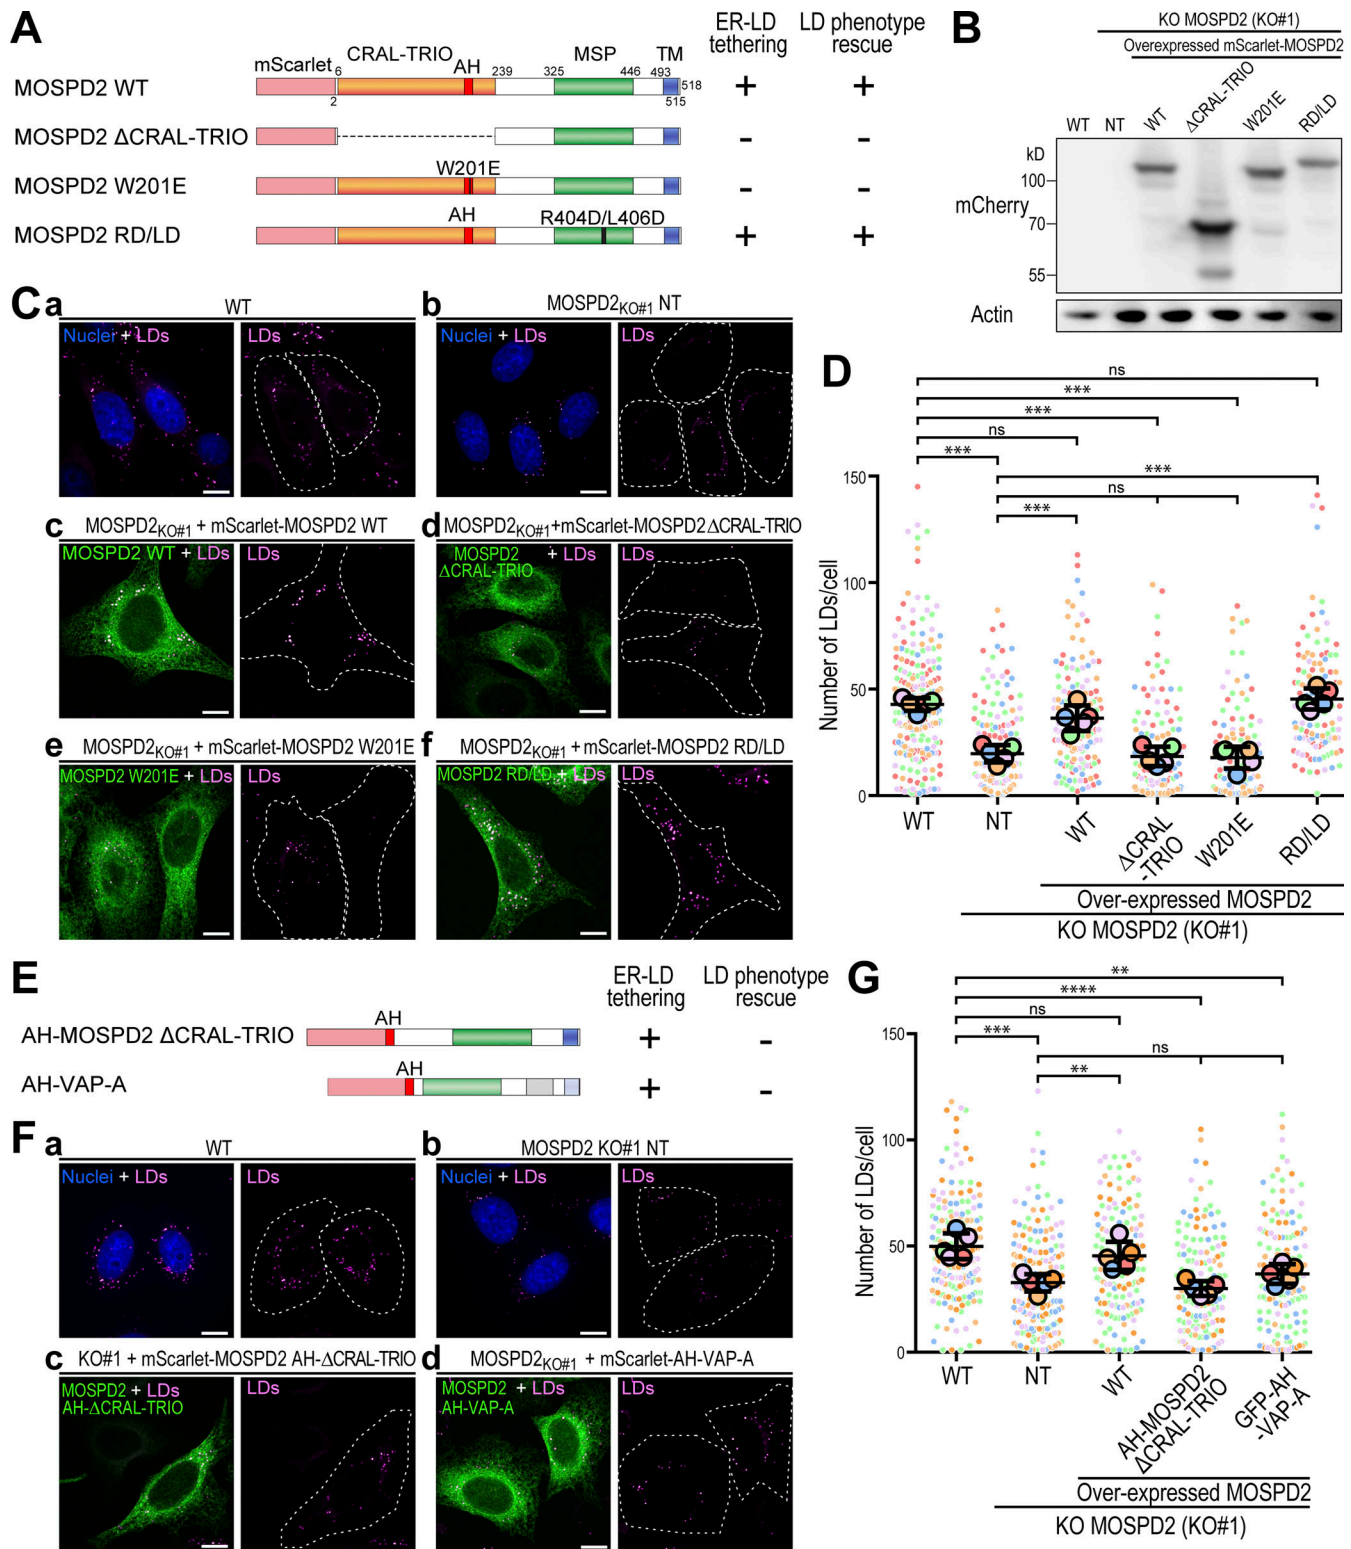 A
ER-LD tethering
LD phenotype rescue
mScarlet
CRAL-TRIO
AH
MSP
TM
6
239
325
446
493
518
2
515
MOSPD2 WT
+
+
MOSPD2 ΔCRAL-TRIO
-
-
W201E
MOSPD2 W201E
-
-
AH
R404D/L406D
MOSPD2 RD/LD
+
+
B
KO MOSPD2 (KO#1)
Overexpressed mScarlet-MOSPD2
WT
NT
WT
ΔCRAL-TRIO
W201E
RD/LD
kD
100
mCherry
70
55
Actin
C
a
WT
Nuclei + LDs
LDs
b
MOSPD2KO#1 NT
Nuclei + LDs
LDs
c
MOSPD2KO#1 + mScarlet-MOSPD2 WT
MOSPD2 WT + LDs
LDs
d
MOSPD2KO#1+mScarlet-MOSPD2 ΔCRAL-TRIO
MOSPD2 + LDs
ΔCRAL-TRIO
LDs
e
MOSPD2KO#1 + mScarlet-MOSPD2 W201E
MOSPD2 W201E + LDs
LDs
f
MOSPD2KO#1 + mScarlet-MOSPD2 RD/LD
MOSPD2 RD/LD + LDs
LDs
D
ns
***
***
ns
***
***
ns
***
Number of LDs/cell
150
100
50
0
WT
NT
WT
ΔCRAL
-TRIO
W201E
RD/LD
Over-expressed MOSPD2
KO MOSPD2 (KO#1)
E
ER-LD tethering
LD phenotype rescue
AH
AH-MOSPD2 ΔCRAL-TRIO
+
-
AH
AH-VAP-A
+
-
F
a
WT
Nuclei + LDs
LDs
b
MOSPD2 KO#1 NT
Nuclei + LDs
LDs
c
KO#1 + mScarlet-MOSPD2 AH-ΔCRAL-TRIO
MOSPD2 + LDs
AH-ΔCRAL-TRIO
LDs
d
MOSPD2KO#1 + mScarlet-AH-VAP-A
MOSPD2 + LDs
AH-VAP-A
LDs
G
**
****
ns
***
ns
**
Number of LDs/cell
150
100
50
0
WT
NT
WT
AH-MOSPD2
ΔCRAL-TRIO
GFP-AH
-VAP-A
Over-expressed MOSPD2
KO MOSPD2 (KO#1)